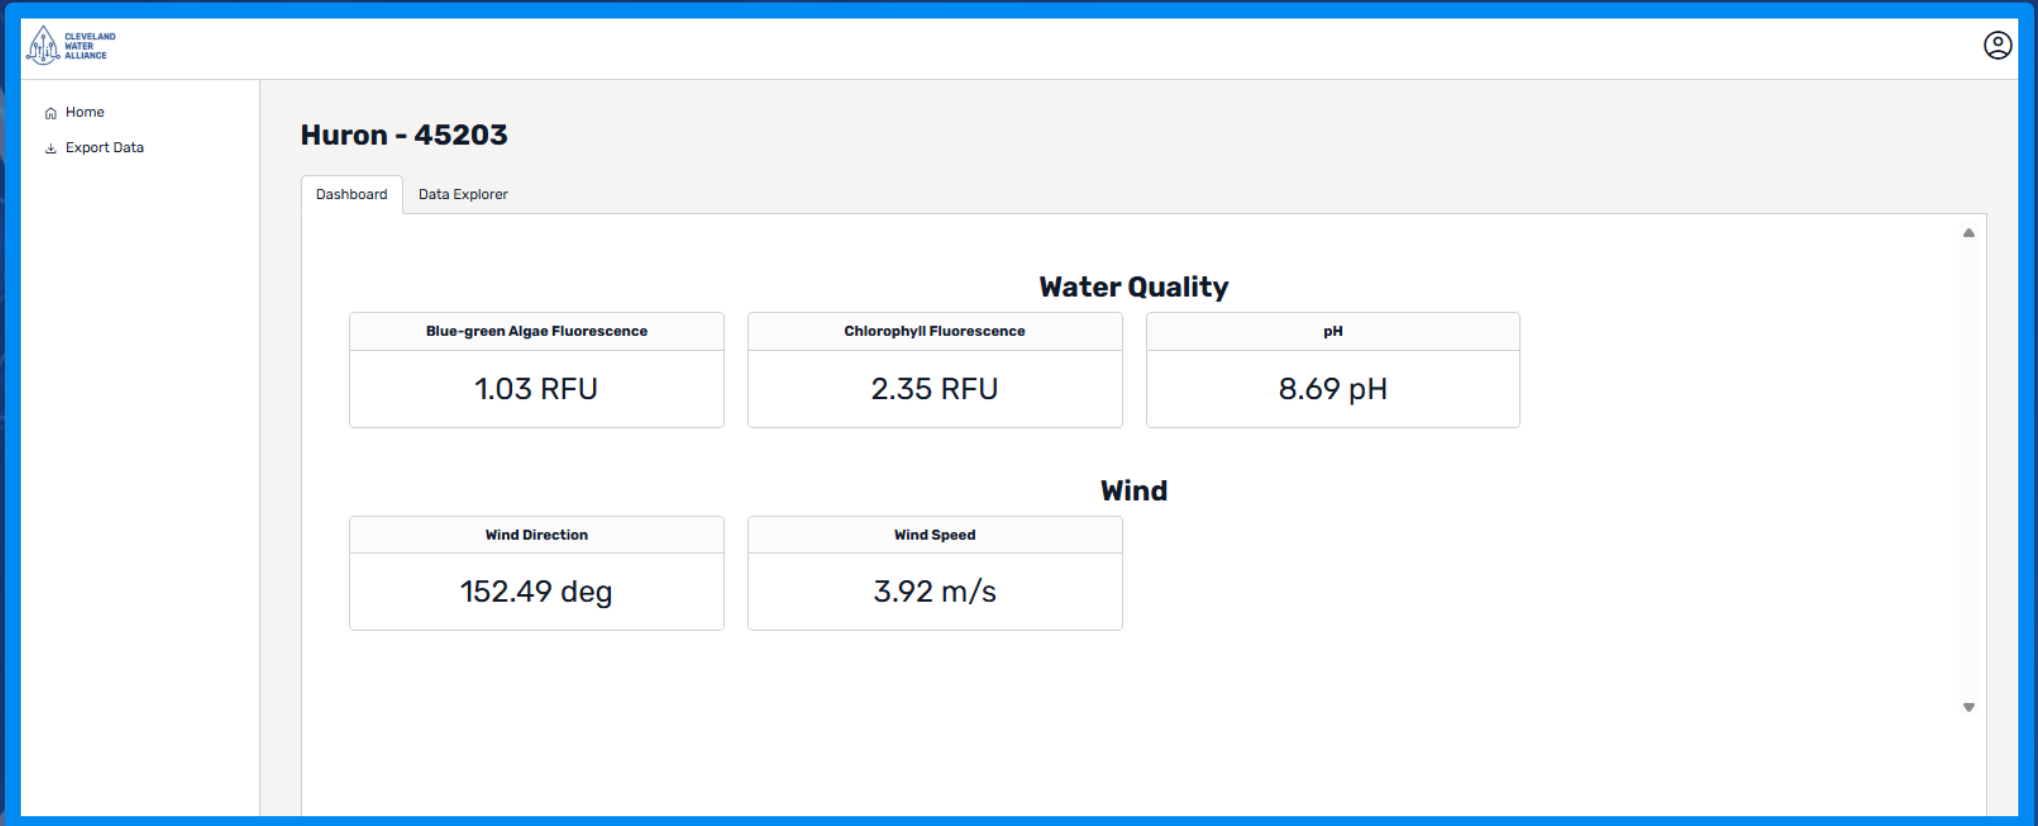 CLEVELAND
WATER
ALLIANCE
Home
Export Data
Huron - 45203
Dashboard
Data Explorer
Water Quality
Blue-green Algae Fluorescence
Chlorophyll Fluorescence
pH
1.03 RFU
2.35 RFU
8.69 pH
Wind
Wind Direction
Wind Speed
152.49 deg
3.92 m/s